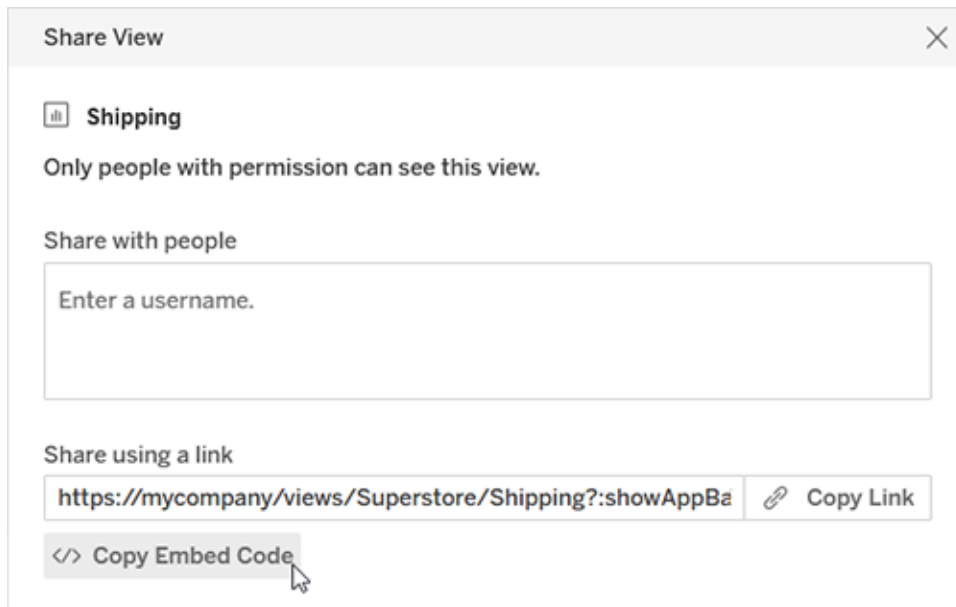 Share View
Shipping
Only people with permission can see this view.
Share with people
Enter a username.
Share using a link
https://mycompany/views/Superstore/Shipping?:showAppBa Copy Link
</> Copy Embed Code